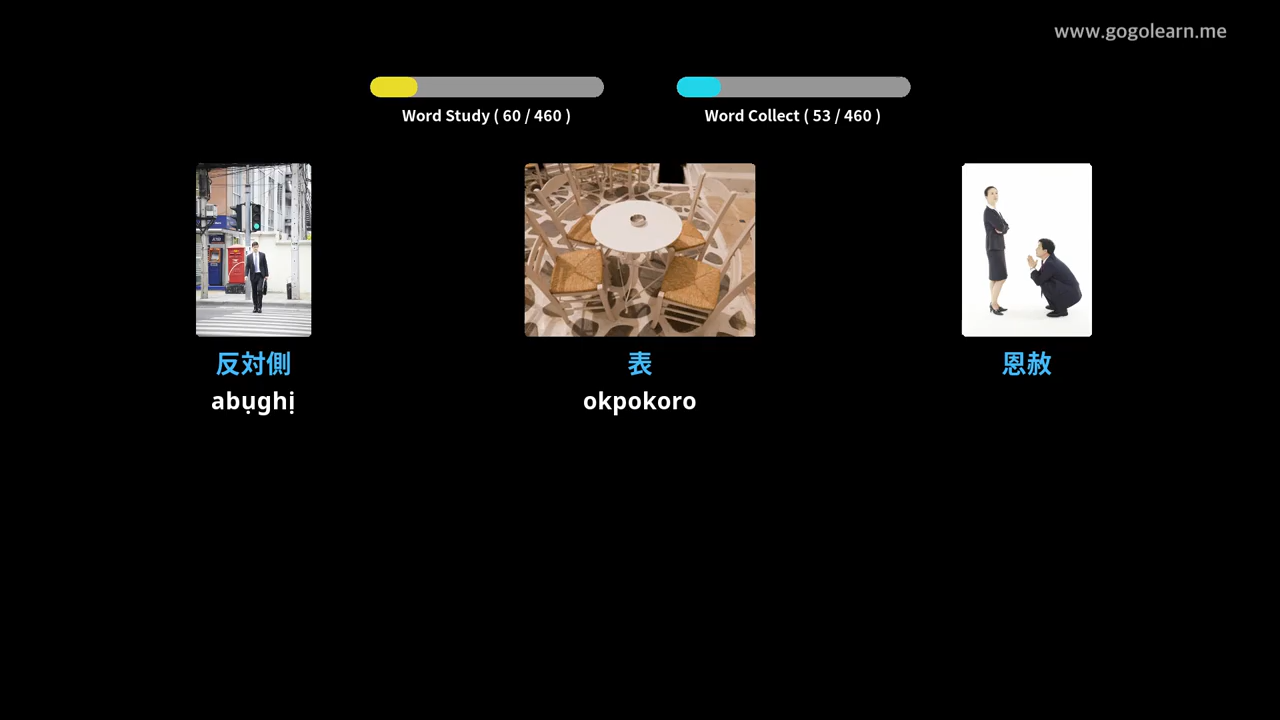 www.gogolearn.me
Word Study ( 60 / 460 )
Word Collect ( 53 / 460 )
反対側
abụghị
表
okpokoro
恩赦